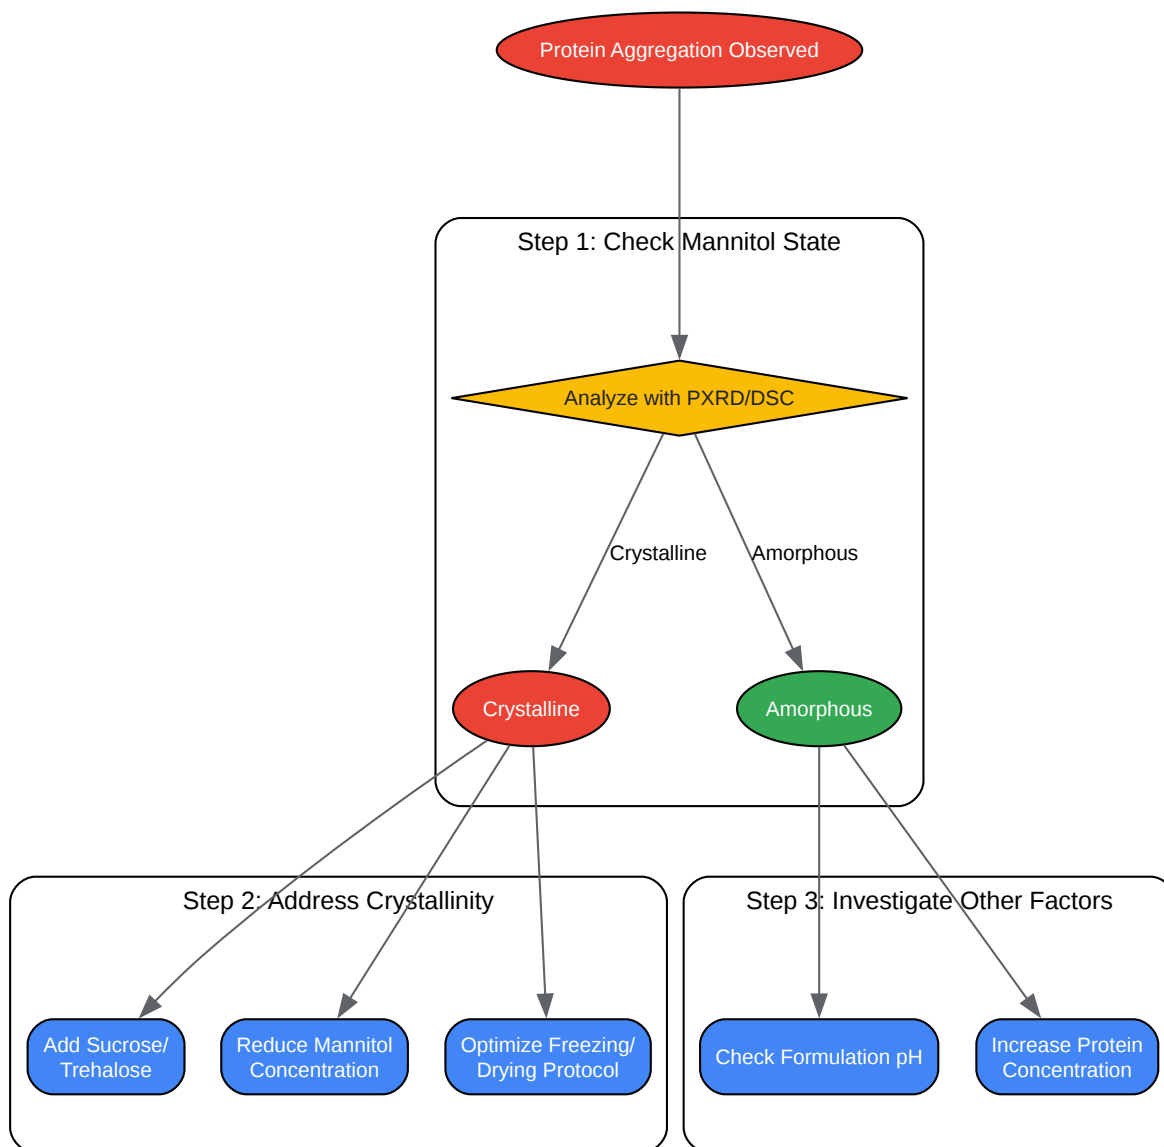 Protein Aggregation Observed
Step 1: Check Mannitol State
Analyze with PXRD/DSC
Crystalline
Amorphous
Crystalline
Amorphous
Step 2: Address Crystallinity
Step 3: Investigate Other Factors
Add Sucrose/
Trehalose
Reduce Mannitol
Concentration
Optimize Freezing/
Drying Protocol
Check Formulation pH
Increase Protein
Concentration